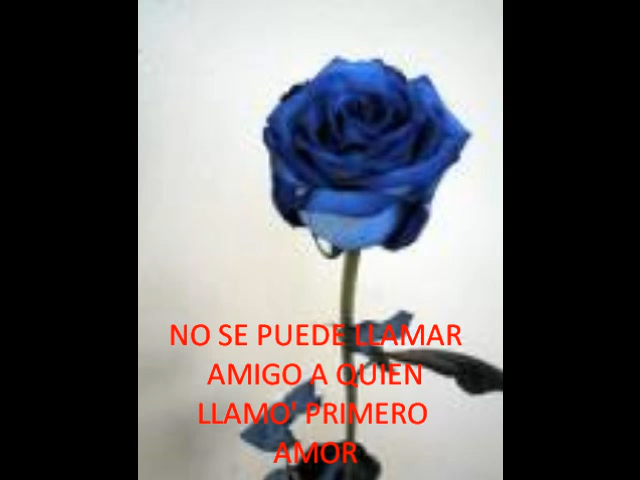 NO SE PUEDE LLAMAR
AMIGO A QUIEN
LLAMO' PRIMERO
AMOR